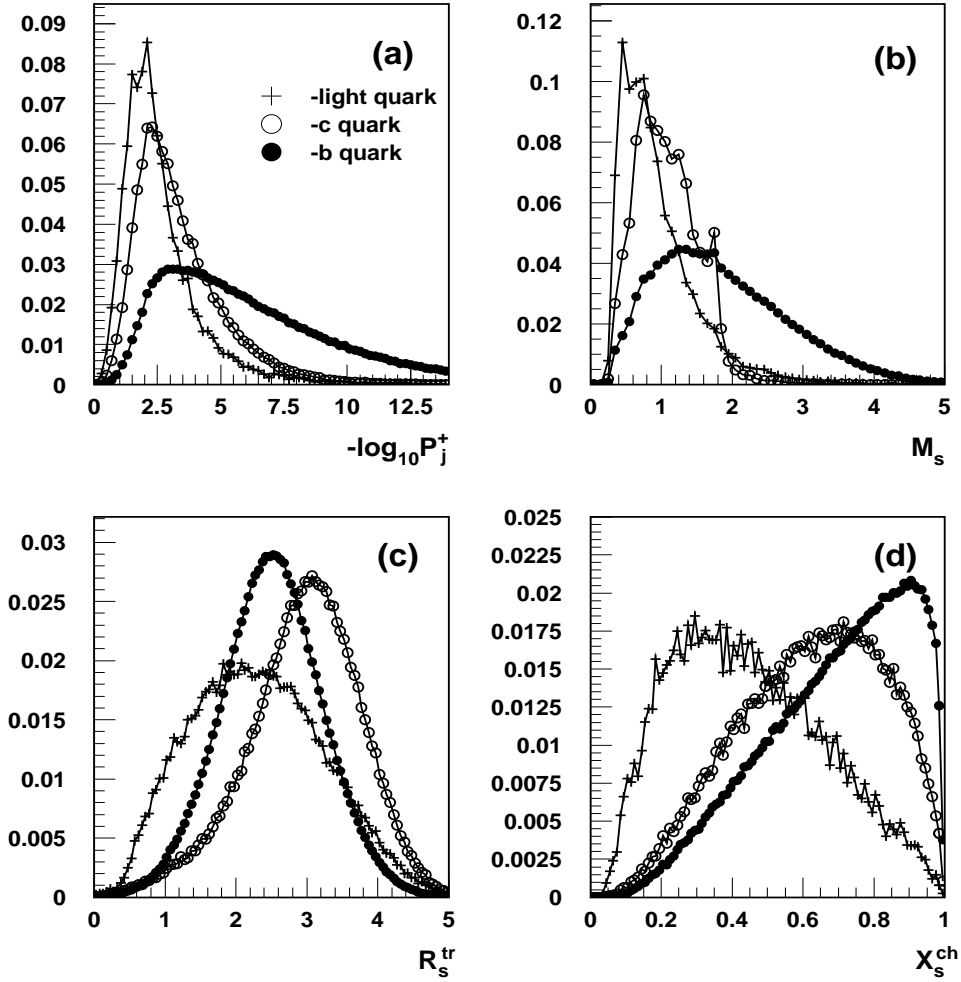 (a)
0.09
0.08
0.07
0.06
0.05
0.04
0.03
0.02
0.01
0
-light quark
-c quark
-b quark
0 2.5 5 7.5 10 12.5
-log₁₀P⁺ⱼ
(b)
0.12
0.1
0.08
0.06
0.04
0.02
0
0 1 2 3 4 5
Mₛ
(c)
0.03
0.025
0.02
0.015
0.01
0.005
0
0 1 2 3 4 5
Rₛᵗʳ
(d)
0.025
0.0225
0.02
0.0175
0.015
0.0125
0.01
0.0075
0.005
0.0025
0
0 0.2 0.4 0.6 0.8 1
Xₛᶜʰ